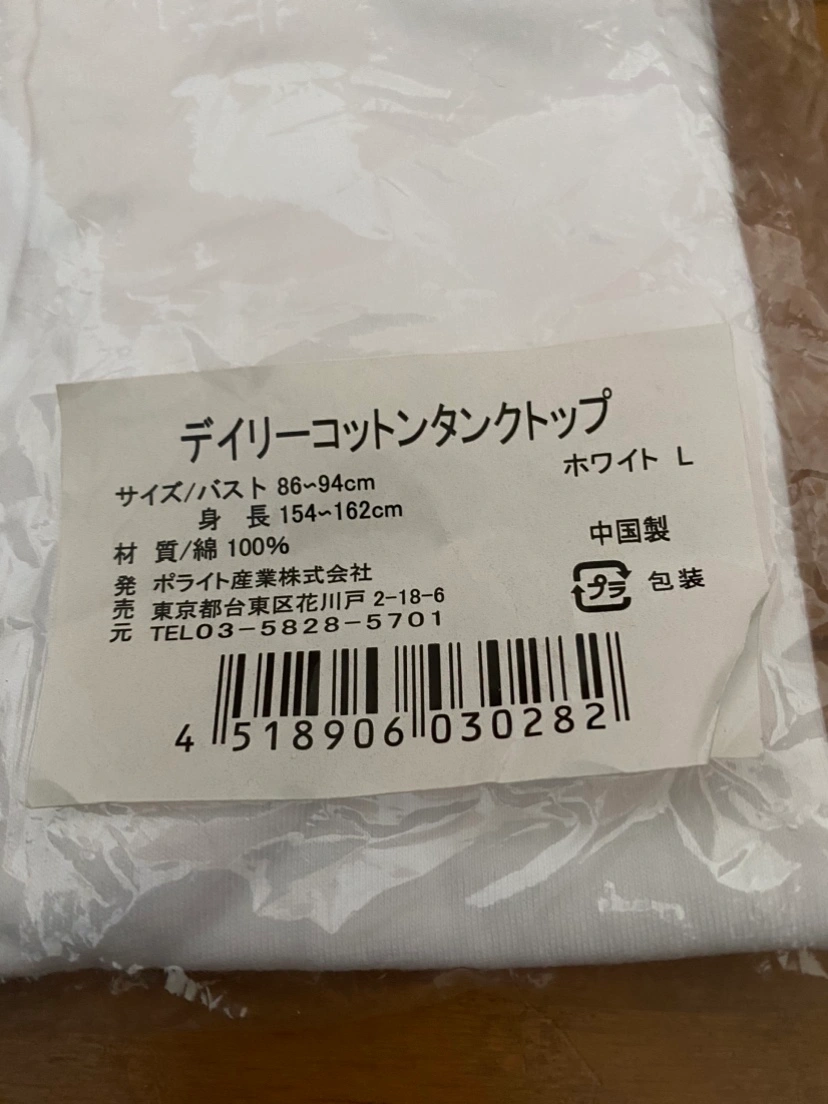 デイリーコットンタンクトップ
ホワイト L
サイズ/バスト 86~94cm
身 長 154~162cm
材 質/綿 100%
中国製
発売元 ポライト産業株式会社
東京都台東区花川戸 2-18-6
TEL03-5828-5701
プラ 包装
4 518906 030282